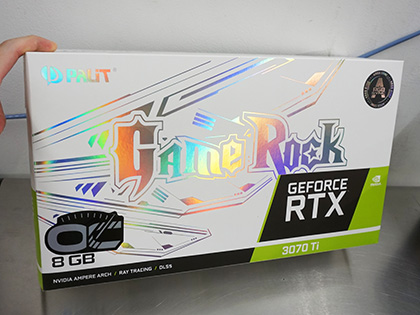 PALIT
GAMEROCK
GEFORCE
RTX
3070 Ti
OC
8 GB
NVIDIA AMPERE ARCH / RAY TRACING / DLSS